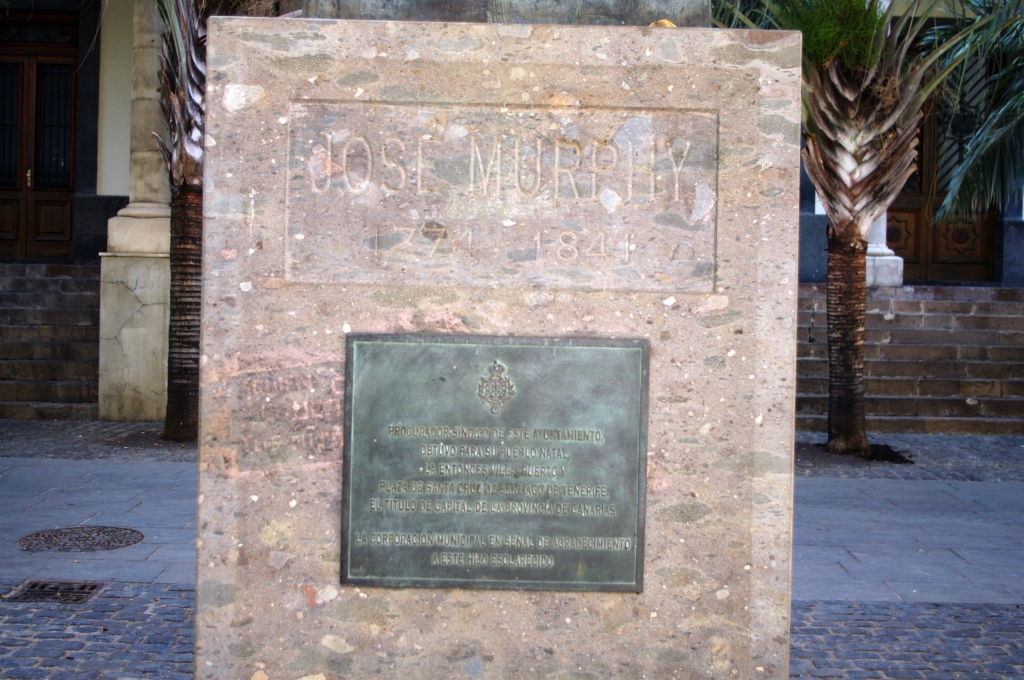 JOSE MURPHY
1774 1841
PROCURADOR SINDICO DE ESTE AYUNTAMIENTO,
OBTUVO PARA SU PUEBLO NATAL,
LA ENTONCES VILLA, PUERTO Y
PLAZA DE SANTA CRUZ DE SANTIAGO DE TENERIFE,
EL TÍTULO DE CAPITAL DE LA PROVINCIA DE CANARIAS
LA CORPORACIÓN MUNICIPAL EN SEÑAL DE AGRADECIMIENTO
A ESTE HIJO ESCLARECIDO